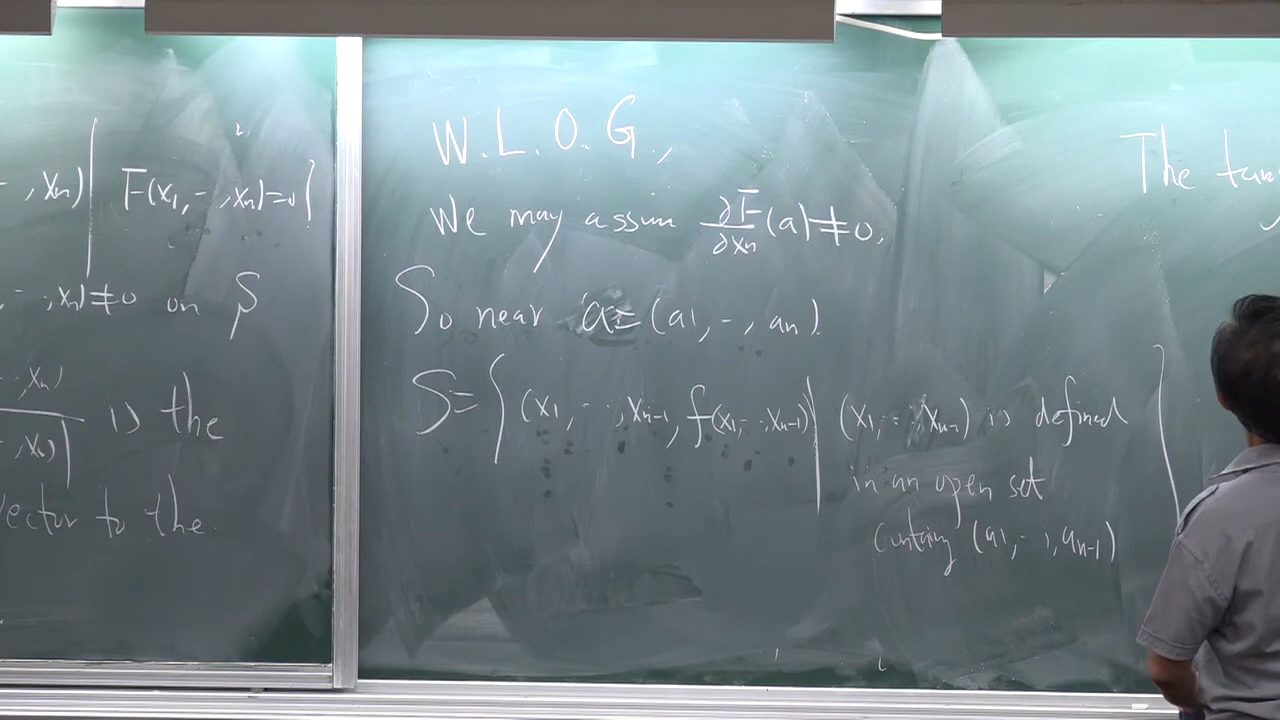 -, xn) | F(x1, -, xn)=0}
-, xn)≠0 on S
-, xn)
, xn)| is the
vector to the
W.L.O.G.,
We may assum ∂F/∂xn (a)≠0,
So near a=(a1, -, an).
S={(x1, -, xn-1, f(x1, -, xn-1) | (x1, -, xn-1) is defined
in an open set
containg (a1, -, an-1)}
The tan